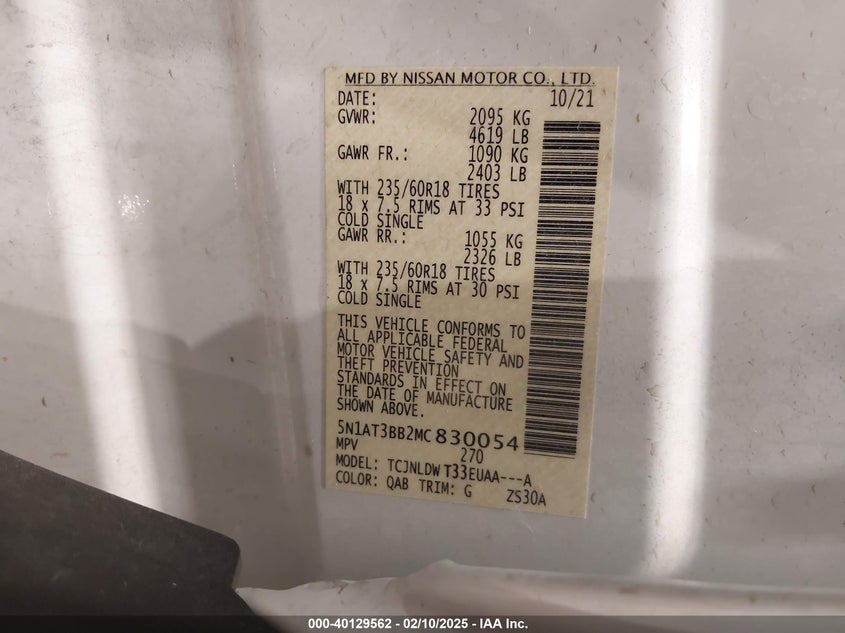 MFD BY NISSAN MOTOR CO., LTD.
DATE: 10/21
GVWR: 2095 KG
4619 LB
GAWR FR.: 1090 KG
2403 LB
WITH 235/60R18 TIRES
18 x 7.5 RIMS AT 33 PSI
COLD SINGLE
GAWR RR.: 1055 KG
2326 LB
WITH 235/60R18 TIRES
18 x 7.5 RIMS AT 30 PSI
COLD SINGLE
THIS VEHICLE CONFORMS TO
ALL APPLICABLE FEDERAL
MOTOR VEHICLE SAFETY AND
THEFT PREVENTION
STANDARDS IN EFFECT ON
THE DATE OF MANUFACTURE
SHOWN ABOVE.
5N1AT3BB2MC830054
MPV 270
MODEL: TCJNLDW T33EUAA---A
COLOR: QAB TRIM: G ZS30A
000-40129562 - 02/10/2025 - IAA Inc.